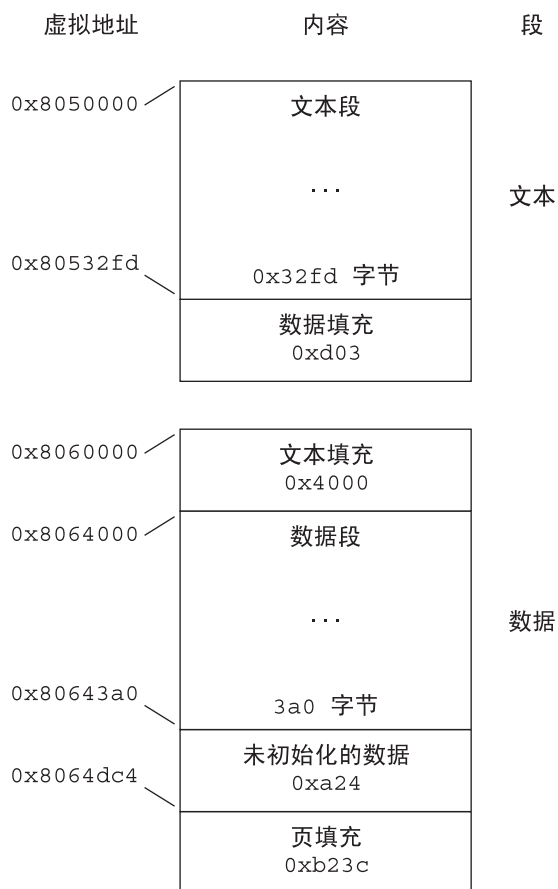 虚拟地址 内容 段
0x8050000
文本段
...
文本
0x80532fd
0x32fd 字节
数据填充
0xd03
0x8060000
文本填充
0x4000
0x8064000
数据段
...
数据
0x80643a0
3a0 字节
未初始化的数据
0xa24
0x8064dc4
页填充
0xb23c